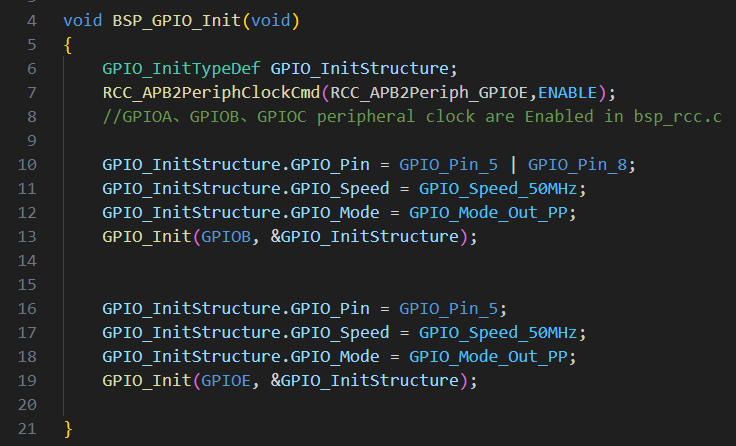 4 void BSP_GPIO_Init(void)
5 {
6 GPIO_InitTypeDef GPIO_InitStructure;
7 RCC_APB2PeriphClockCmd(RCC_APB2Periph_GPIOE,ENABLE);
8 //GPIOA、GPIOB、GPIOC peripheral clock are Enabled in bsp_rcc.c
9
10 GPIO_InitStructure.GPIO_Pin = GPIO_Pin_5 | GPIO_Pin_8;
11 GPIO_InitStructure.GPIO_Speed = GPIO_Speed_50MHz;
12 GPIO_InitStructure.GPIO_Mode = GPIO_Mode_Out_PP;
13 GPIO_Init(GPIOB, &GPIO_InitStructure);
14
15
16 GPIO_InitStructure.GPIO_Pin = GPIO_Pin_5;
17 GPIO_InitStructure.GPIO_Speed = GPIO_Speed_50MHz;
18 GPIO_InitStructure.GPIO_Mode = GPIO_Mode_Out_PP;
19 GPIO_Init(GPIOE, &GPIO_InitStructure);
20
21 }